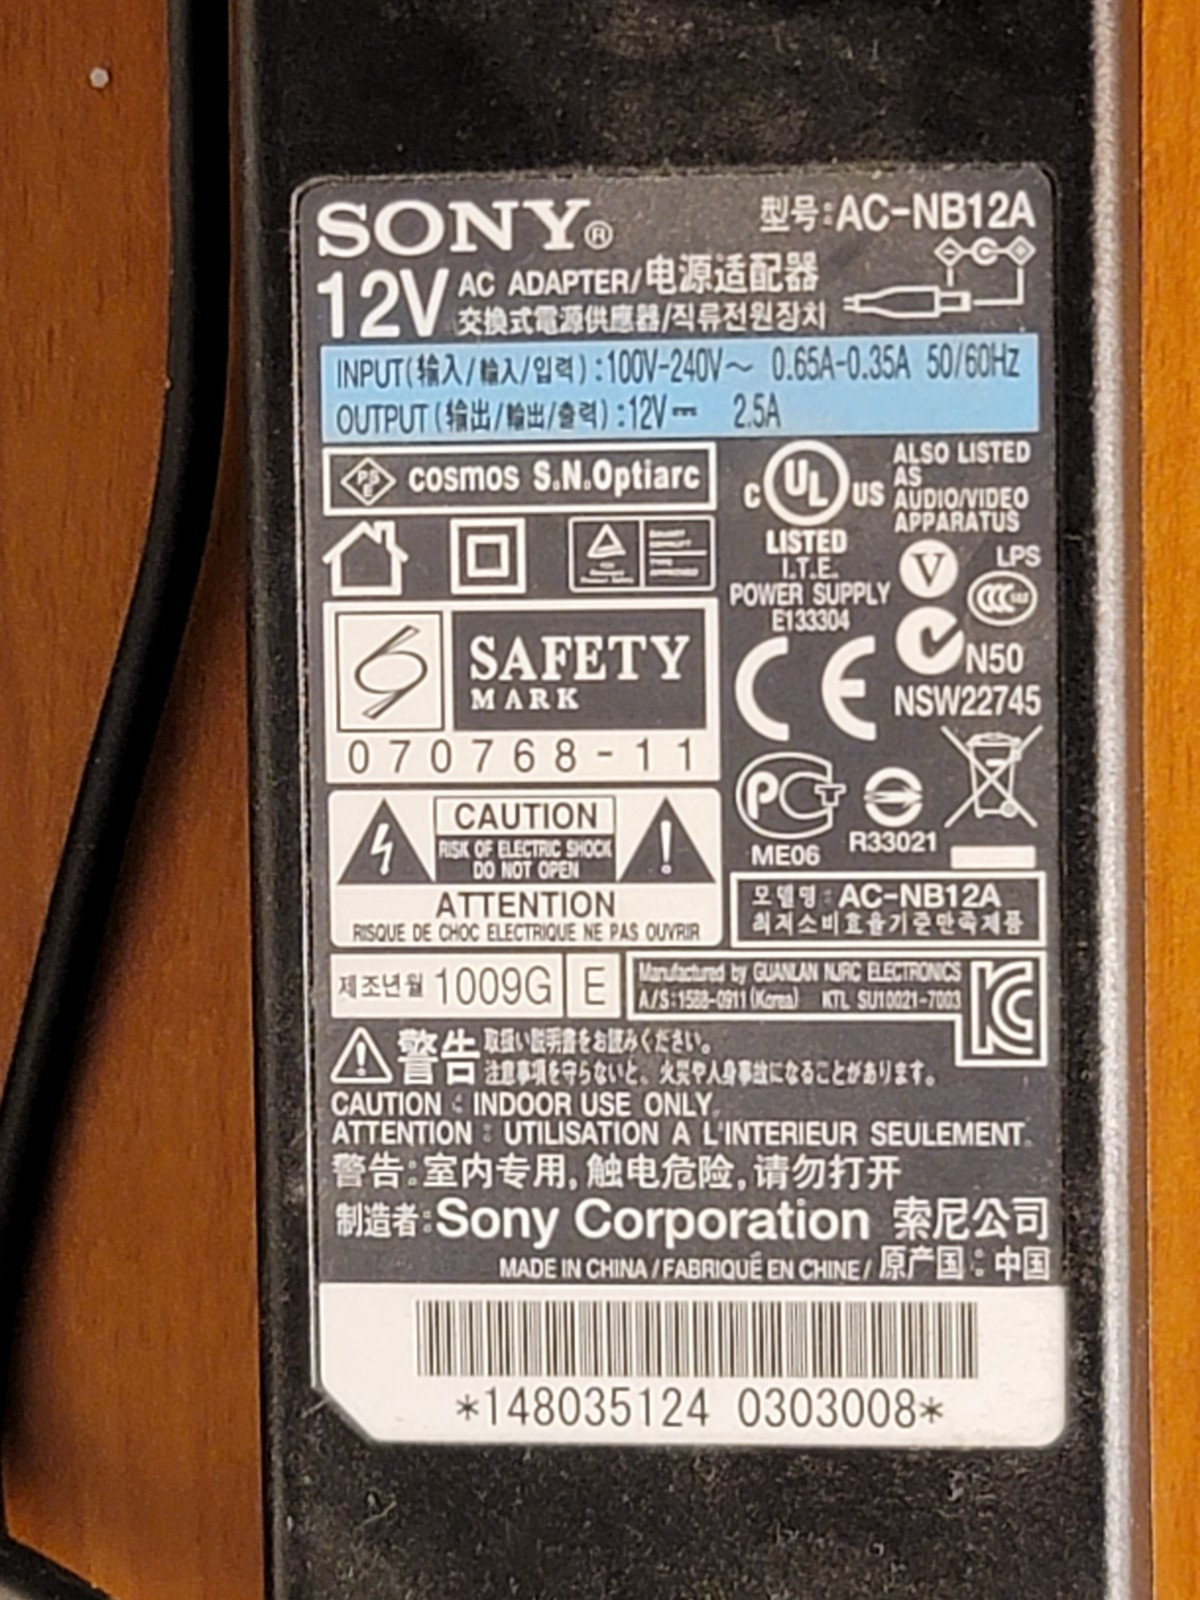 SONY®
型号:AC-NB12A
12V AC ADAPTER/电源适配器
交換式電源供應器/직류전원장치
INPUT(输入/輸入/입력):100V-240V～ 0.65A-0.35A 50/60Hz
OUTPUT(输出/輸出/출력):12V⎓ 2.5A
PS
E
cosmos S.N.Optiarc
C UL US
LISTED
I.T.E.
POWER SUPPLY
E133304
ALSO LISTED
AS
AUDIO/VIDEO
APPARATUS
V
LPS
CCC
N50
NSW22745
SAFETY
MARK
070768-11
CE
PCT
ME06
R33021
CAUTION
RISK OF ELECTRIC SHOCK
DO NOT OPEN
ATTENTION
RISQUE DE CHOC ELECTRIQUE NE PAS OUVRIR
모델명:AC-NB12A
최저소비효율기준만족제품
제조년월 1009G E
Manufactured by GUANLAN NJRC ELECTRONICS
A/S:1588-0911(Korea) KTL SU10021-7003
KC
警告 取扱い説明書をお読みください。
注意事項を守らないと、火災や人身事故になることがあります。
CAUTION : INDOOR USE ONLY.
ATTENTION : UTILISATION A L'INTERIEUR SEULEMENT.
警告:室内专用,触电危险,请勿打开
制造者:Sony Corporation 索尼公司
MADE IN CHINA/FABRIQUÉ EN CHINE/原产国:中国
*148035124 0303008*